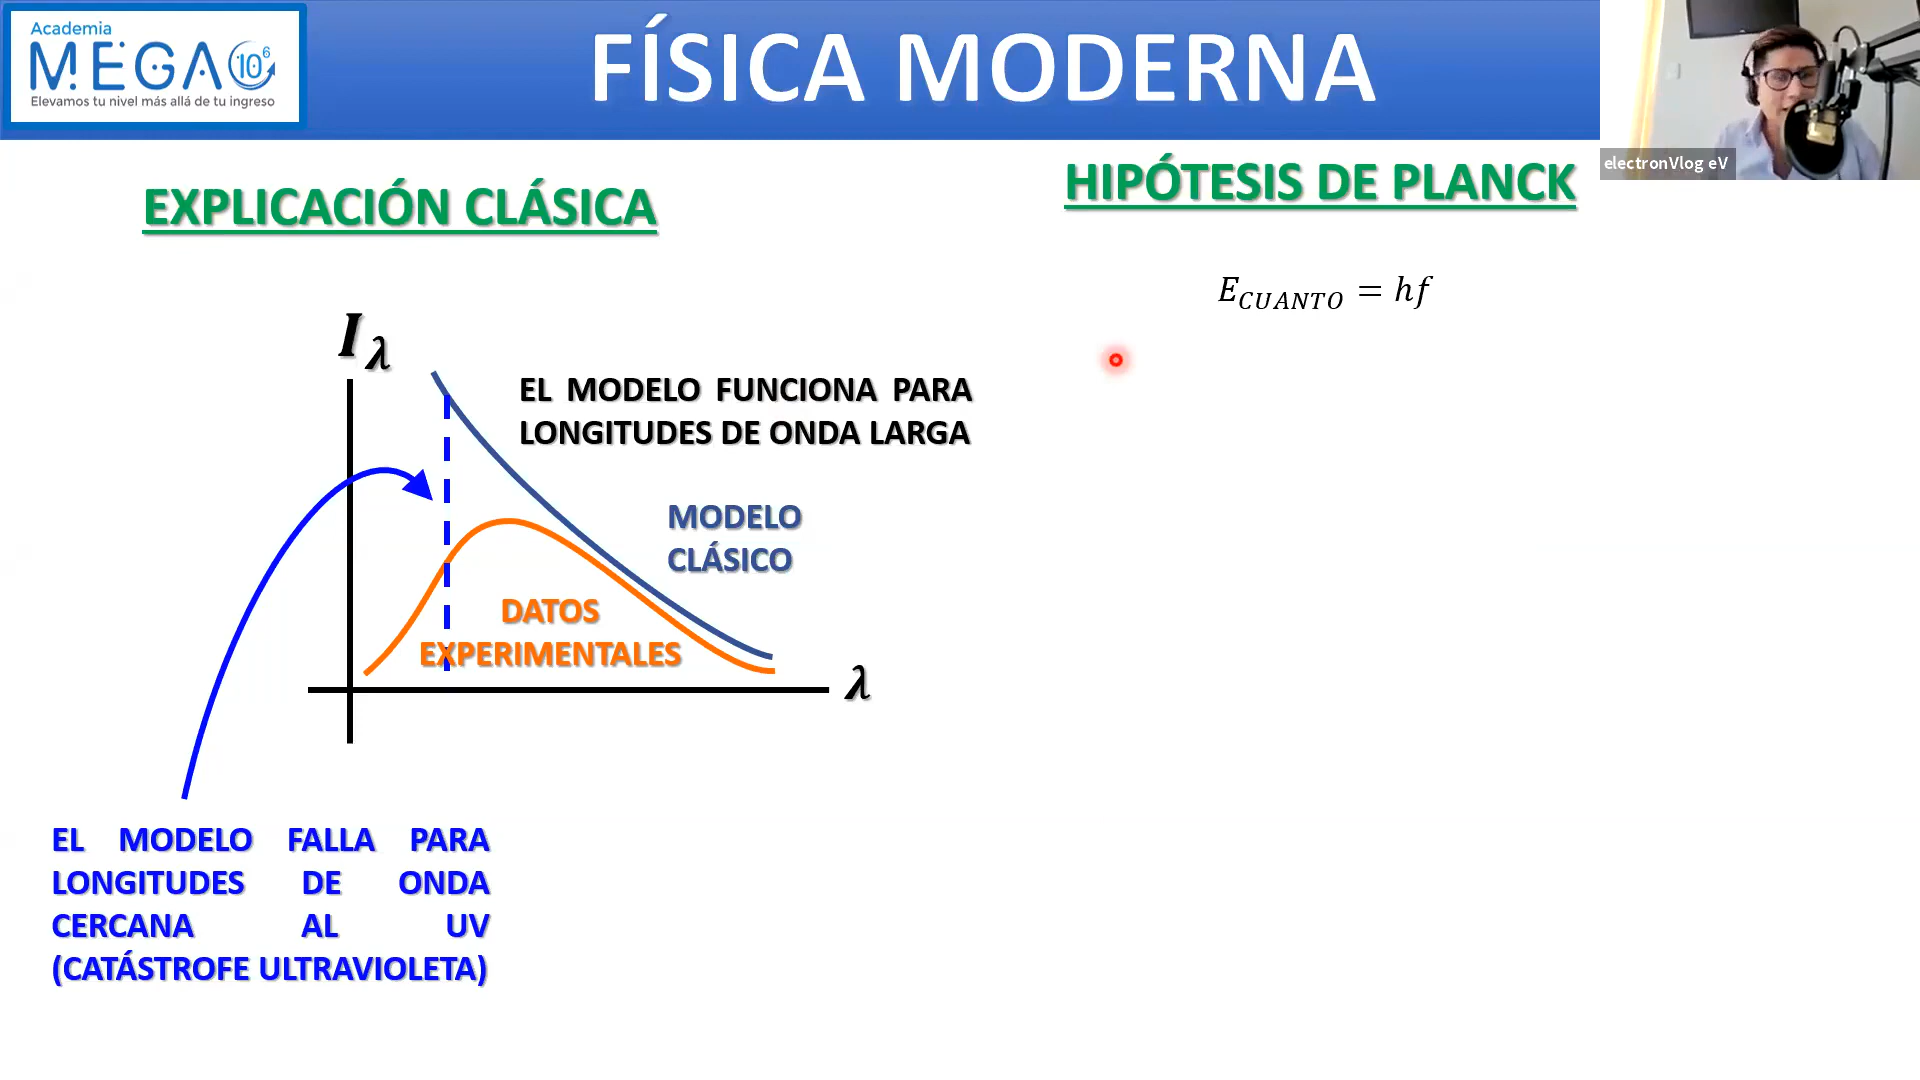 Academia
MEGA 10⁶
Elevamos tu nivel más allá de tu ingreso
FÍSICA MODERNA
electronVlog eV
EXPLICACIÓN CLÁSICA
I λ
EL MODELO FUNCIONA PARA
LONGITUDES DE ONDA LARGA
MODELO
CLÁSICO
DATOS
EXPERIMENTALES
λ
EL MODELO FALLA PARA
LONGITUDES DE ONDA
CERCANA AL UV
(CATÁSTROFE ULTRAVIOLETA)
HIPÓTESIS DE PLANCK
E_CUANTO = hf